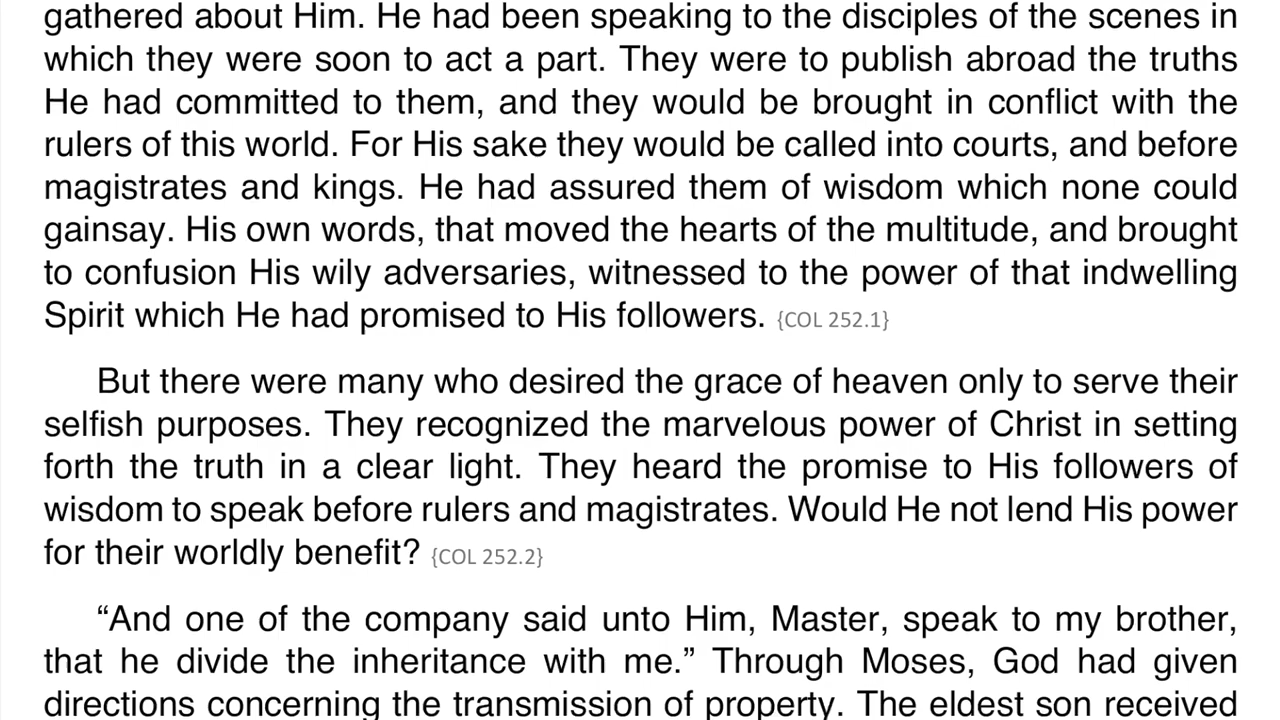 gathered about Him. He had been speaking to the disciples of the scenes in
which they were soon to act a part. They were to publish abroad the truths
He had committed to them, and they would be brought in conflict with the
rulers of this world. For His sake they would be called into courts, and before
magistrates and kings. He had assured them of wisdom which none could
gainsay. His own words, that moved the hearts of the multitude, and brought
to confusion His wily adversaries, witnessed to the power of that indwelling
Spirit which He had promised to His followers. {COL 252.1}
But there were many who desired the grace of heaven only to serve their
selfish purposes. They recognized the marvelous power of Christ in setting
forth the truth in a clear light. They heard the promise to His followers of
wisdom to speak before rulers and magistrates. Would He not lend His power
for their worldly benefit? {COL 252.2}
“And one of the company said unto Him, Master, speak to my brother,
that he divide the inheritance with me.” Through Moses, God had given
directions concerning the transmission of property. The eldest son received